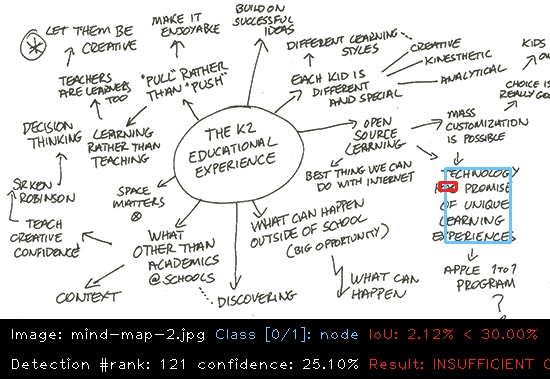 LET THEM BE
CREATIVE
MAKE IT
ENJOYABLE
BUILD ON
SUCCESSFUL
IDEAS
DIFFERENT LEARNING
STYLES
CREATIVE
KINESTHETIC
ANALYTICAL
KIDS
ON
CHOICE IS
REALLY GO
TEACHERS
ARE LEARNERS
TOO
"PULL" RATHER
THAN "PUSH"
EACH KID IS
DIFFERENT
AND SPECIAL
DECISION
THINKING
LEARNING
RATHER THAN
TEACHING
THE K12
EDUCATIONAL
EXPERIENCE
OPEN
SOURCE
LEARNING
MASS
CUSTOMIZATION
IS POSSIBLE
SIR KEN
ROBINSON
SPACE
MATTERS
BEST THING WE CAN
DO WITH INTERNET
TECHNOLOGY
PROMISE
OF UNIQUE
LEARNING
EXPERIENCES
TEACH
CREATIVE
CONFIDENCE
WHAT
OTHER THAN
ACADEMICS
@ SCHOOLS
WHAT CAN HAPPEN
OUTSIDE OF SCHOOL
(BIG OPPORTUNITY)
APPLE 1 TO 1
PROGRAM
?
CONTEXT
DISCOVERING
WHAT CAN
HAPPEN
Image: mind-map-2.jpg Class [0/1]: node IoU: 2.12% < 30.00%
Detection #rank: 121 confidence: 25.10% Result: INSUFFICIENT